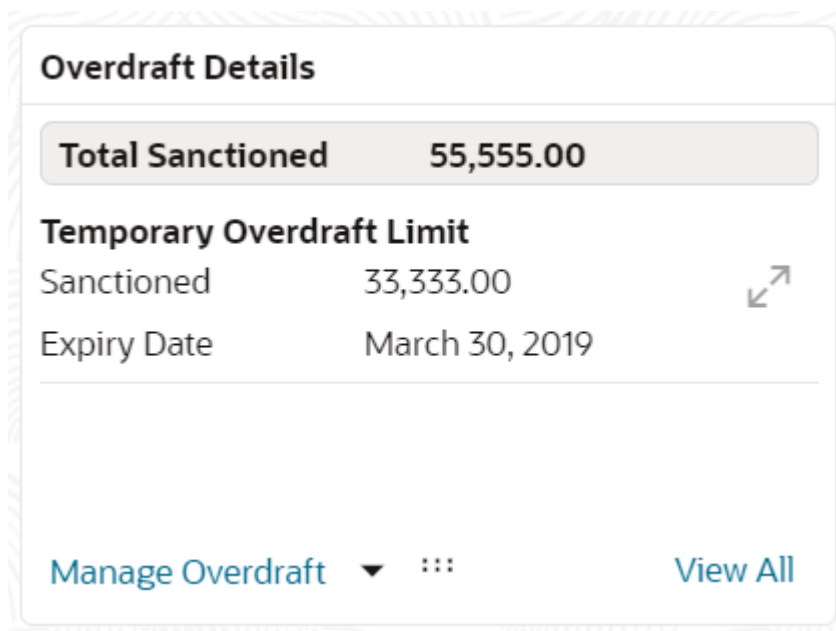 Overdraft Details
Total Sanctioned 55,555.00
Temporary Overdraft Limit
Sanctioned 33,333.00
Expiry Date March 30, 2019
Manage Overdraft View All